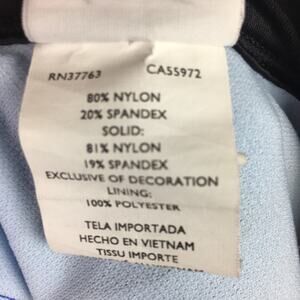 RN37763 CA55972
80% NYLON
20% SPANDEX
SOLID:
81% NYLON
19% SPANDEX
EXCLUSIVE OF DECORATION
LINING:
100% POLYESTER
TELA IMPORTADA
HECHO EN VIETNAM
TISSU IMPORTE